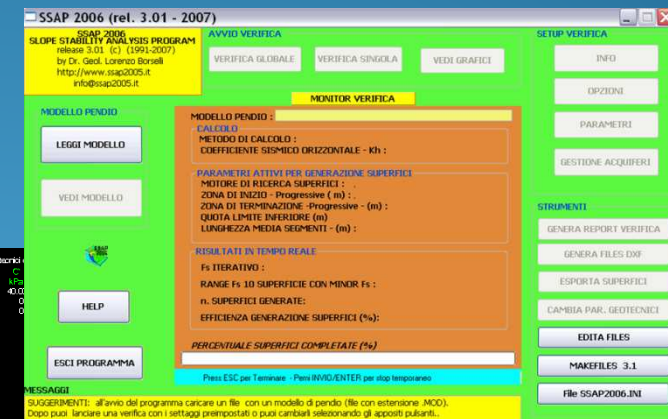 SSAP 2006 (rel. 3.01 - 2007)
SSAP 2006
SLOPE STABILITY ANALYSIS PROGRAM
release 3.01 (c) (1991-2007)
by Dr. Geol. Lorenzo Borselli
http://www.ssap2005.it
info@ssap2005.it
AVVIO VERIFICA
VERIFICA GLOBALE
VERIFICA SINGOLA
VEDI GRAFICI
SETUP VERIFICA
INFO
OPZIONI
PARAMETRI
GESTIONE ACQUIFERI
MODELLO PENDIO
LEGGI MODELLO
VEDI MODELLO
HELP
ESCI PROGRAMMA
MONITOR VERIFICA
MODELLO PENDIO :
CALCOLO
METODO DI CALCOLO :
COEFFICIENTE SISMICO ORIZZONTALE - Kh :
PARAMETRI ATTIVI PER GENERAZIONE SUPERFICI
MOTORE DI RICERCA SUPERFICI : .
ZONA DI INIZIO - Progressive ( m) : .
ZONA DI TERMINAZIONE -Progressive - (m) :
QUOTA LIMITE INFERIORE (m)
LUNGHEZZA MEDIA SEGMENTI - (m) :
RISULTATI IN TEMPO REALE
Fs ITERATIVO :
RANGE Fs 10 SUPERFICIE CON MINOR Fs :
n. SUPERFICI GENERATE:
EFFICIENZA GENERAZIONE SUPERFICI (%):
PERCENTUALE SUPERFICI COMPLETATE (%)
Press ESC per Terminare - Premi INVIO/ENTER per stop temporaneo
STRUMENTI
GENERA REPORT VERIFICA
GENERA FILES DXF
ESPORTA SUPERFICI
CAMBIA PAR. GEOTECNICI
EDITA FILES
MAKEFILES 3.1
File SSAP2006.INI
MESSAGGI
SUGGERIMENTI: all'avvio del programma caricare un file con un modello di pendio (file con estensione .MOD).
Dopo puoi lanciare una verifica con i settaggi preimpostati o puoi cambiarli selezionando gli appositi pulsanti..
kPa
40.00